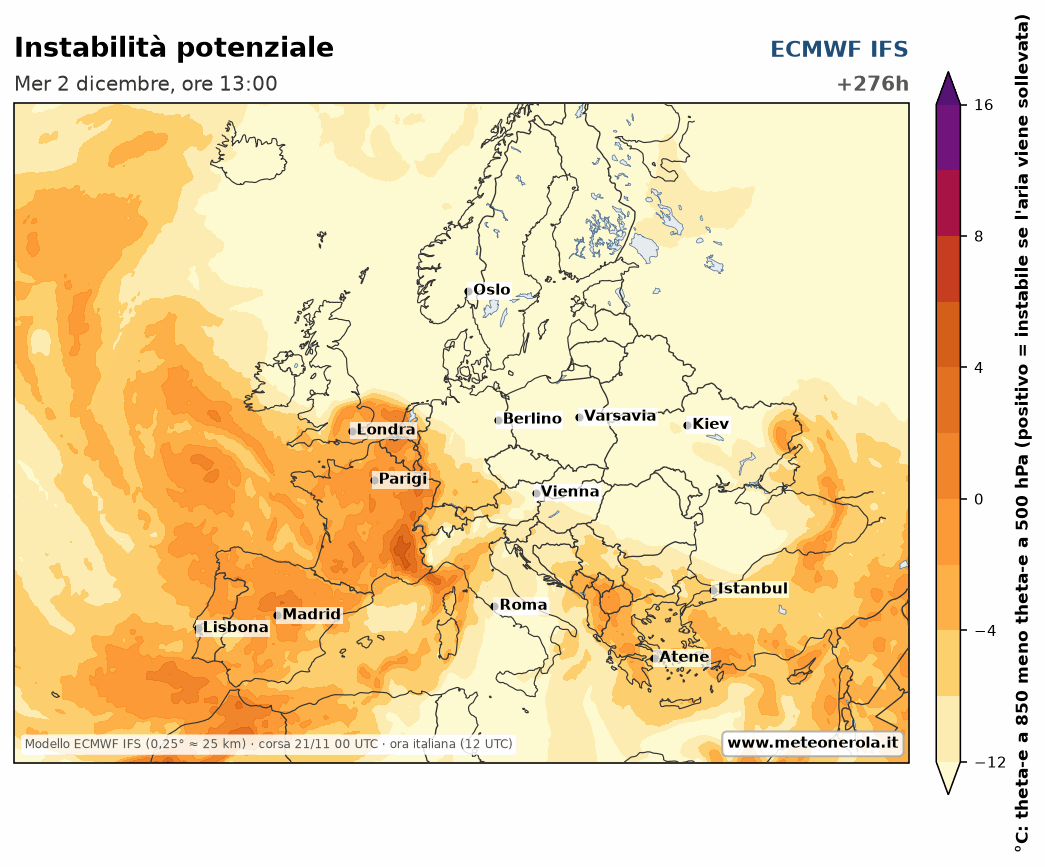 Instabilità potenziale
ECMWF IFS
Mer 2 dicembre, ore 13:00
+276h
Oslo
Berlino
Varsavia
Kiev
Londra
Parigi
Vienna
Istanbul
Madrid
Roma
Lisbona
Atene
Modello ECMWF IFS (0,25° ≈ 25 km) · corsa 21/11 00 UTC · ora italiana (12 UTC)
www.meteonerola.it
16
8
4
0
−4
−12
°C: theta-e a 850 meno theta-e a 500 hPa (positivo = instabile se l'aria viene sollevata)